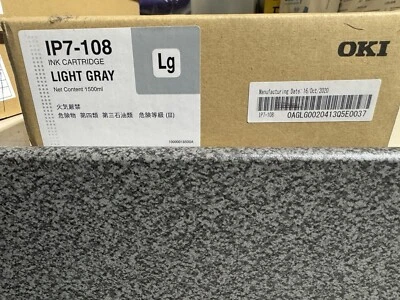 IP7-108
INK CARTRIDGE
LIGHT GRAY
Net Content 1500ml
Lg
火気厳禁
危険物 第四類 第三石油類 危険等級 (III)
OKI
Manufacturing Date: 16/Oct/2020
IP7-108
0AGLG0020413Q5E0037